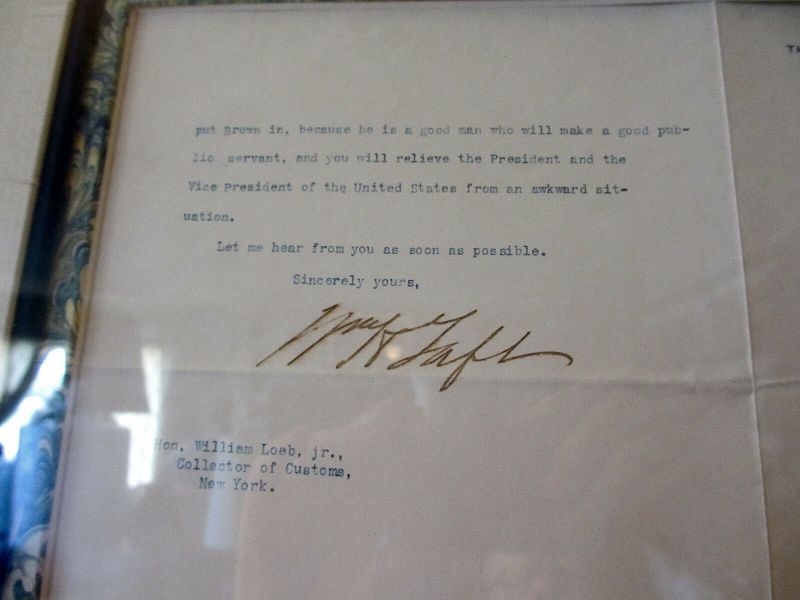 put Brown in, because he is a good man who will make a good pub-
lic servant, and you will relieve the President and the
Vice President of the United States from an awkward sit-
uation.
Let me hear from you as soon as possible.
Sincerely yours,
Wm H Taft
Hon. William Loeb, jr.,
Collector of Customs,
New York.